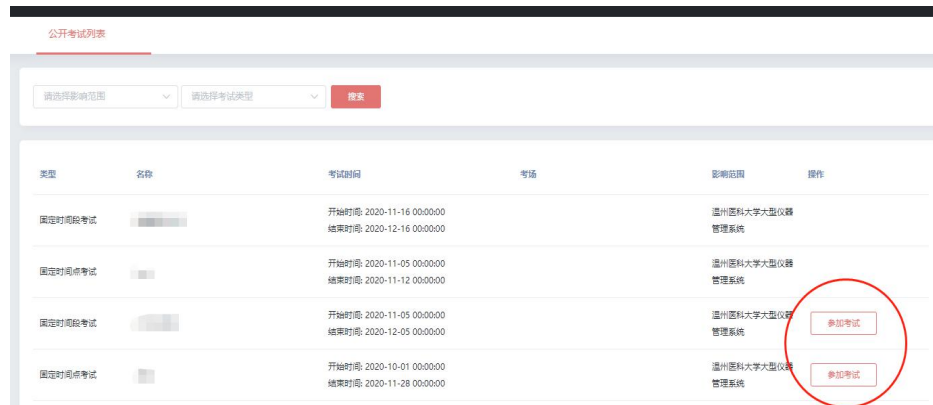 公开考试列表
请选择影响范围 请选择考试类型 搜索
类型 名称 考试时间 考场 影响范围 操作
固定时间段考试 开始时间: 2020-11-16 00:00:00 温州医科大学大型仪器
结束时间: 2020-12-16 00:00:00 管理系统
固定时间点考试 开始时间: 2020-11-05 00:00:00 温州医科大学大型仪器
结束时间: 2020-11-12 00:00:00 管理系统
固定时间段考试 开始时间: 2020-11-05 00:00:00 温州医科大学大型仪器 参加考试
结束时间: 2020-12-05 00:00:00 管理系统
固定时间点考试 开始时间: 2020-10-01 00:00:00 温州医科大学大型仪器 参加考试
结束时间: 2020-11-28 00:00:00 管理系统